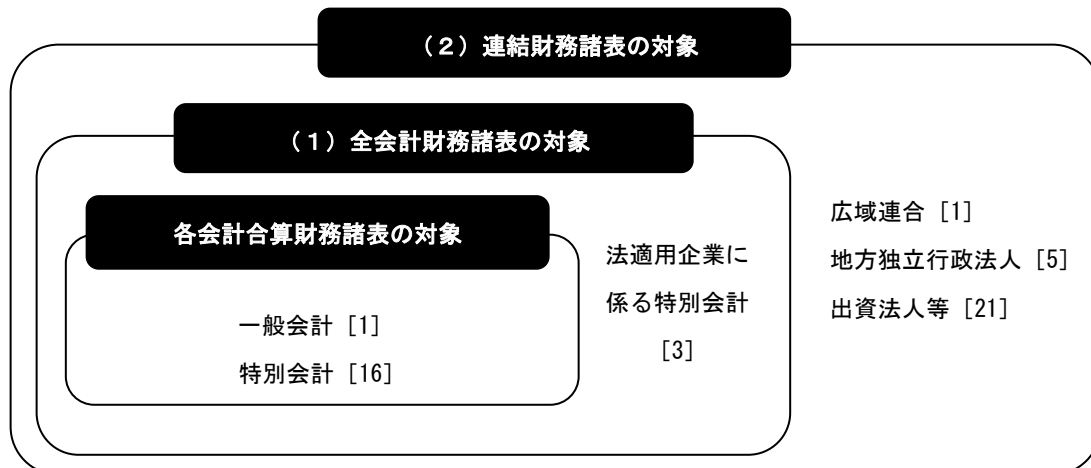 （２）連結財務諸表の対象
（１）全会計財務諸表の対象
各会計合算財務諸表の対象
一般会計 [1]
特別会計 [16]
法適用企業に
係る特別会計
[3]
広域連合 [1]
地方独立行政法人 [5]
出資法人等 [21]